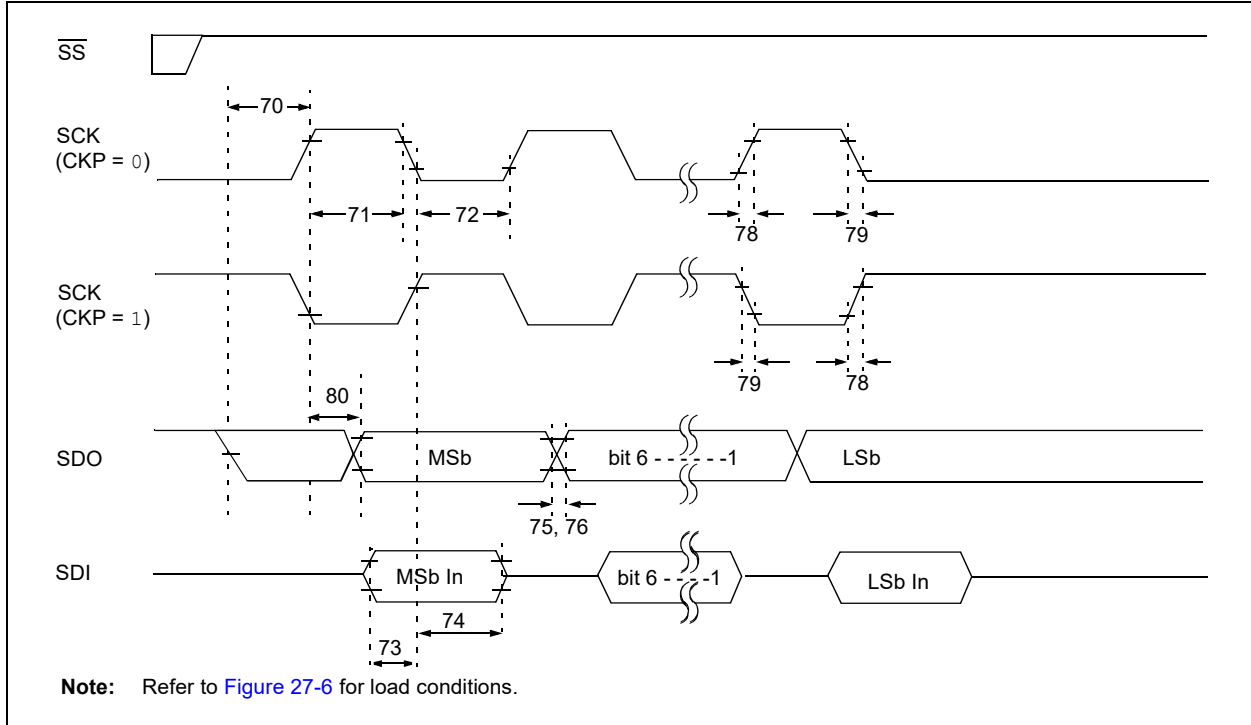 SS
70
SCK
(CKP = 0)
71
72
78
79
SCK
(CKP = 1)
79
78
80
SDO
MSb
bit 6 - - - - - - -1
LSb
75, 76
SDI
MSb In
bit 6 - - - - -1
LSb In
74
73
Note: Refer to Figure 27-6 for load conditions.